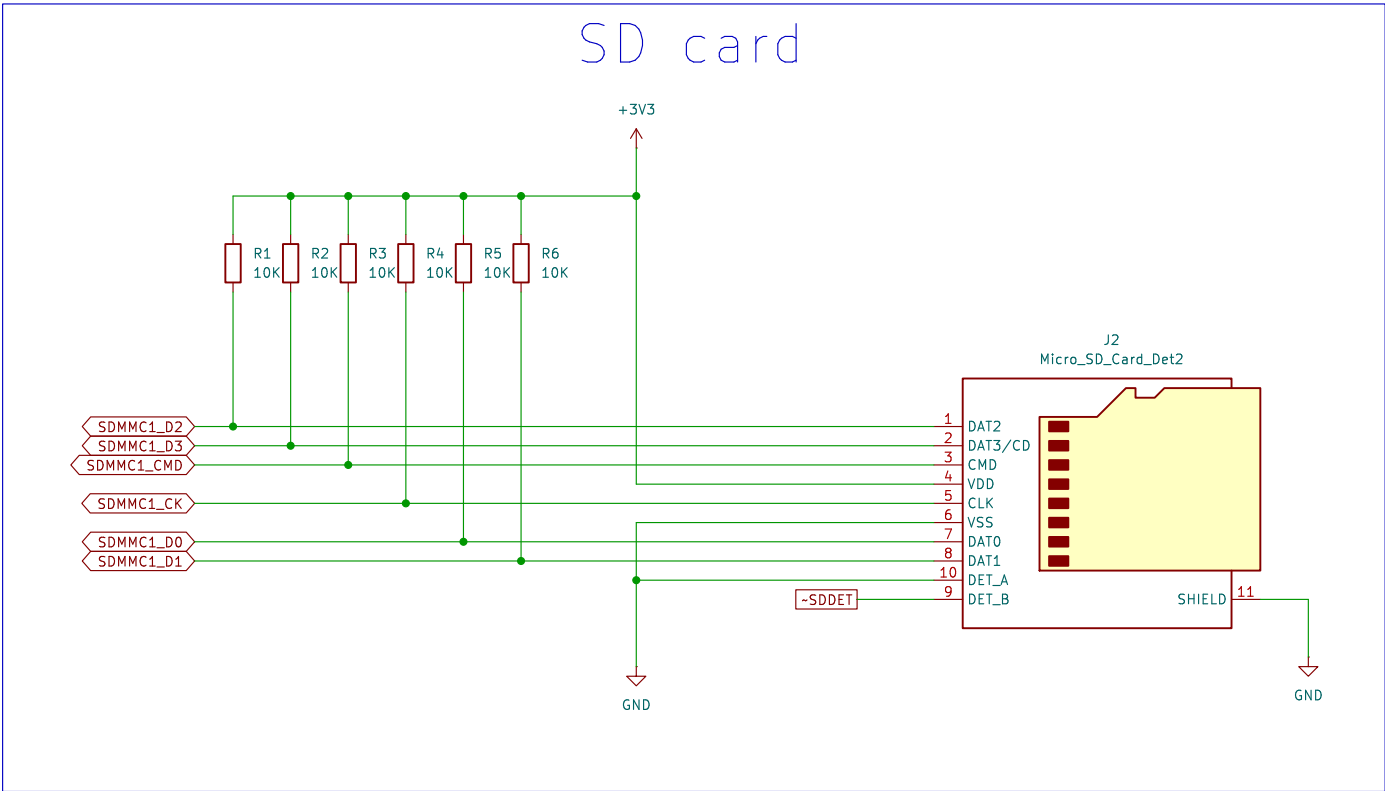 SD card
+3V3
R1
10K
R2
10K
R3
10K
R4
10K
R5
10K
R6
10K
J2
Micro_SD_Card_Det2
SDMMC1_D2
1
DAT2
SDMMC1_D3
2
DAT3/CD
SDMMC1_CMD
3
CMD
4
VDD
SDMMC1_CK
5
CLK
6
VSS
SDMMC1_D0
7
DAT0
SDMMC1_D1
8
DAT1
10
DET_A
~SDDET
9
DET_B
SHIELD
11
GND
GND